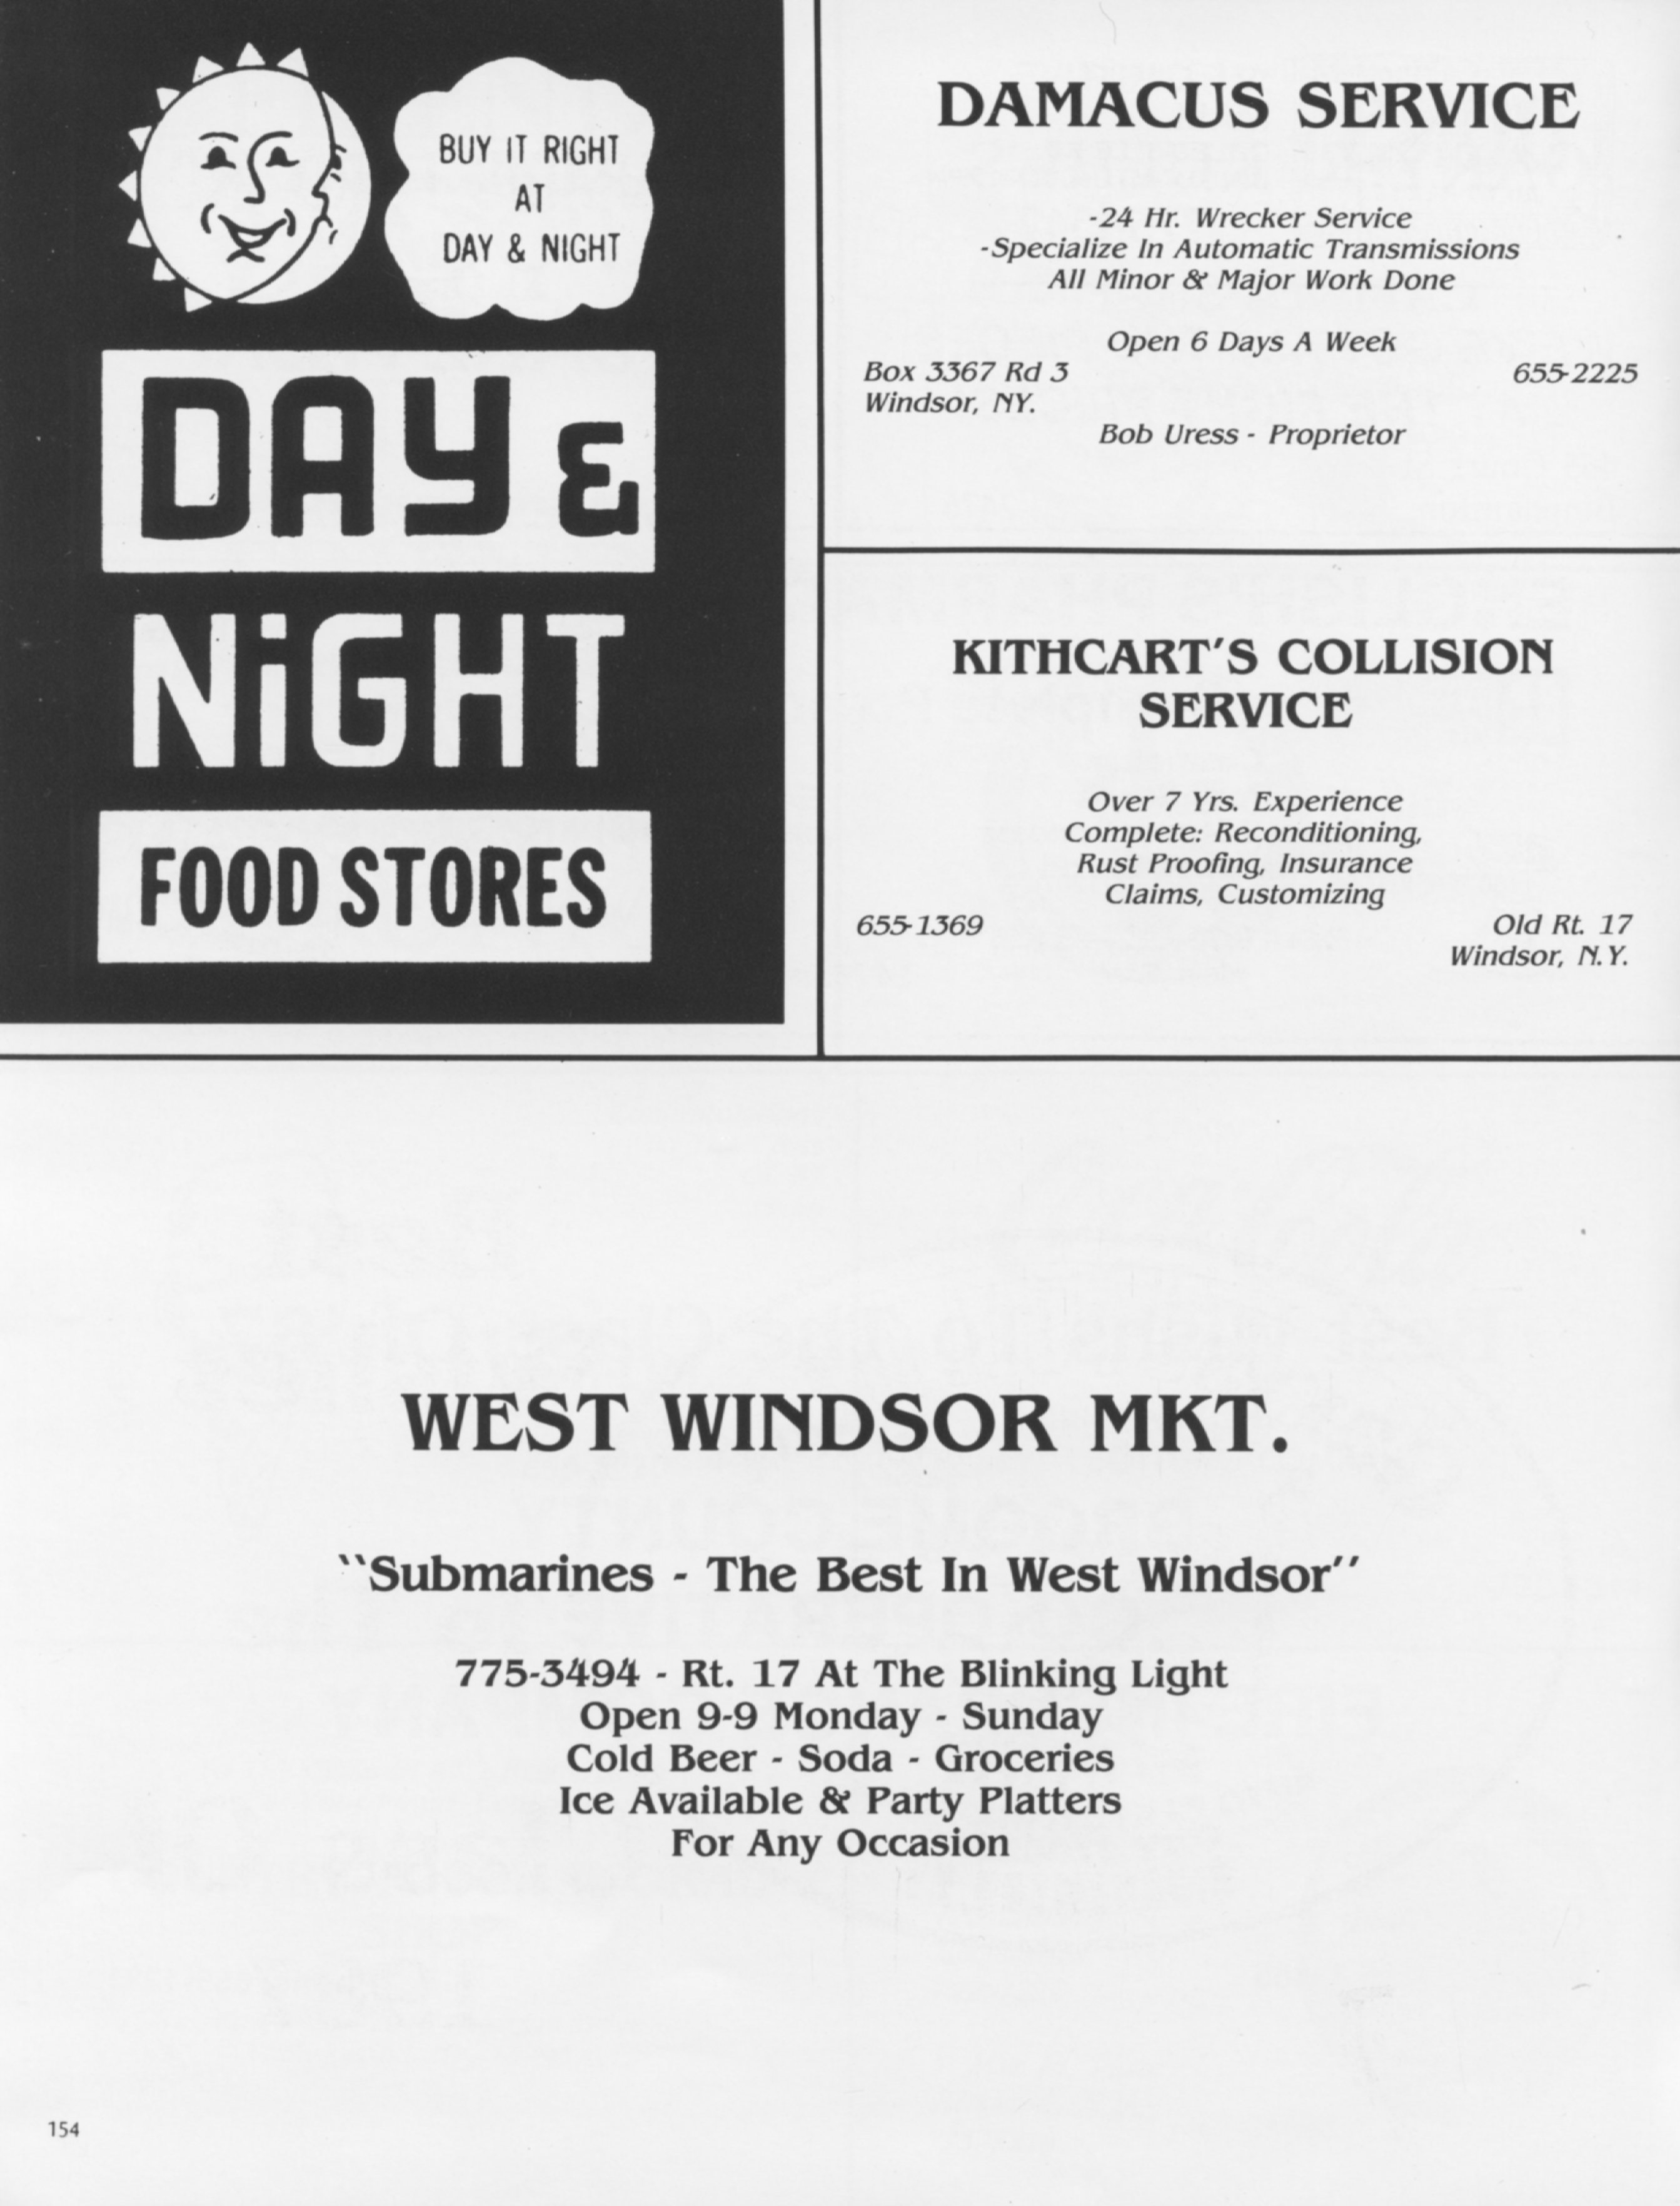 BUY IT RIGHT
AT
DAY & NIGHT
DAY &
NiGHT
FOOD STORES
DAMACUS SERVICE
-24 Hr. Wrecker Service
-Specialize In Automatic Transmissions
All Minor & Major Work Done
Open 6 Days A Week
Box 3367 Rd 3
655-2225
Windsor, NY.
Bob Uress - Proprietor
KITHCART'S COLLISION
SERVICE
Over 7 Yrs. Experience
Complete: Reconditioning,
Rust Proofing, Insurance
Claims, Customizing
655-1369
Old Rt. 17
Windsor, N.Y.
WEST WINDSOR MKT.
``Submarines - The Best In West Windsor''
775-3494 - Rt. 17 At The Blinking Light
Open 9-9 Monday - Sunday
Cold Beer - Soda - Groceries
Ice Available & Party Platters
For Any Occasion
154